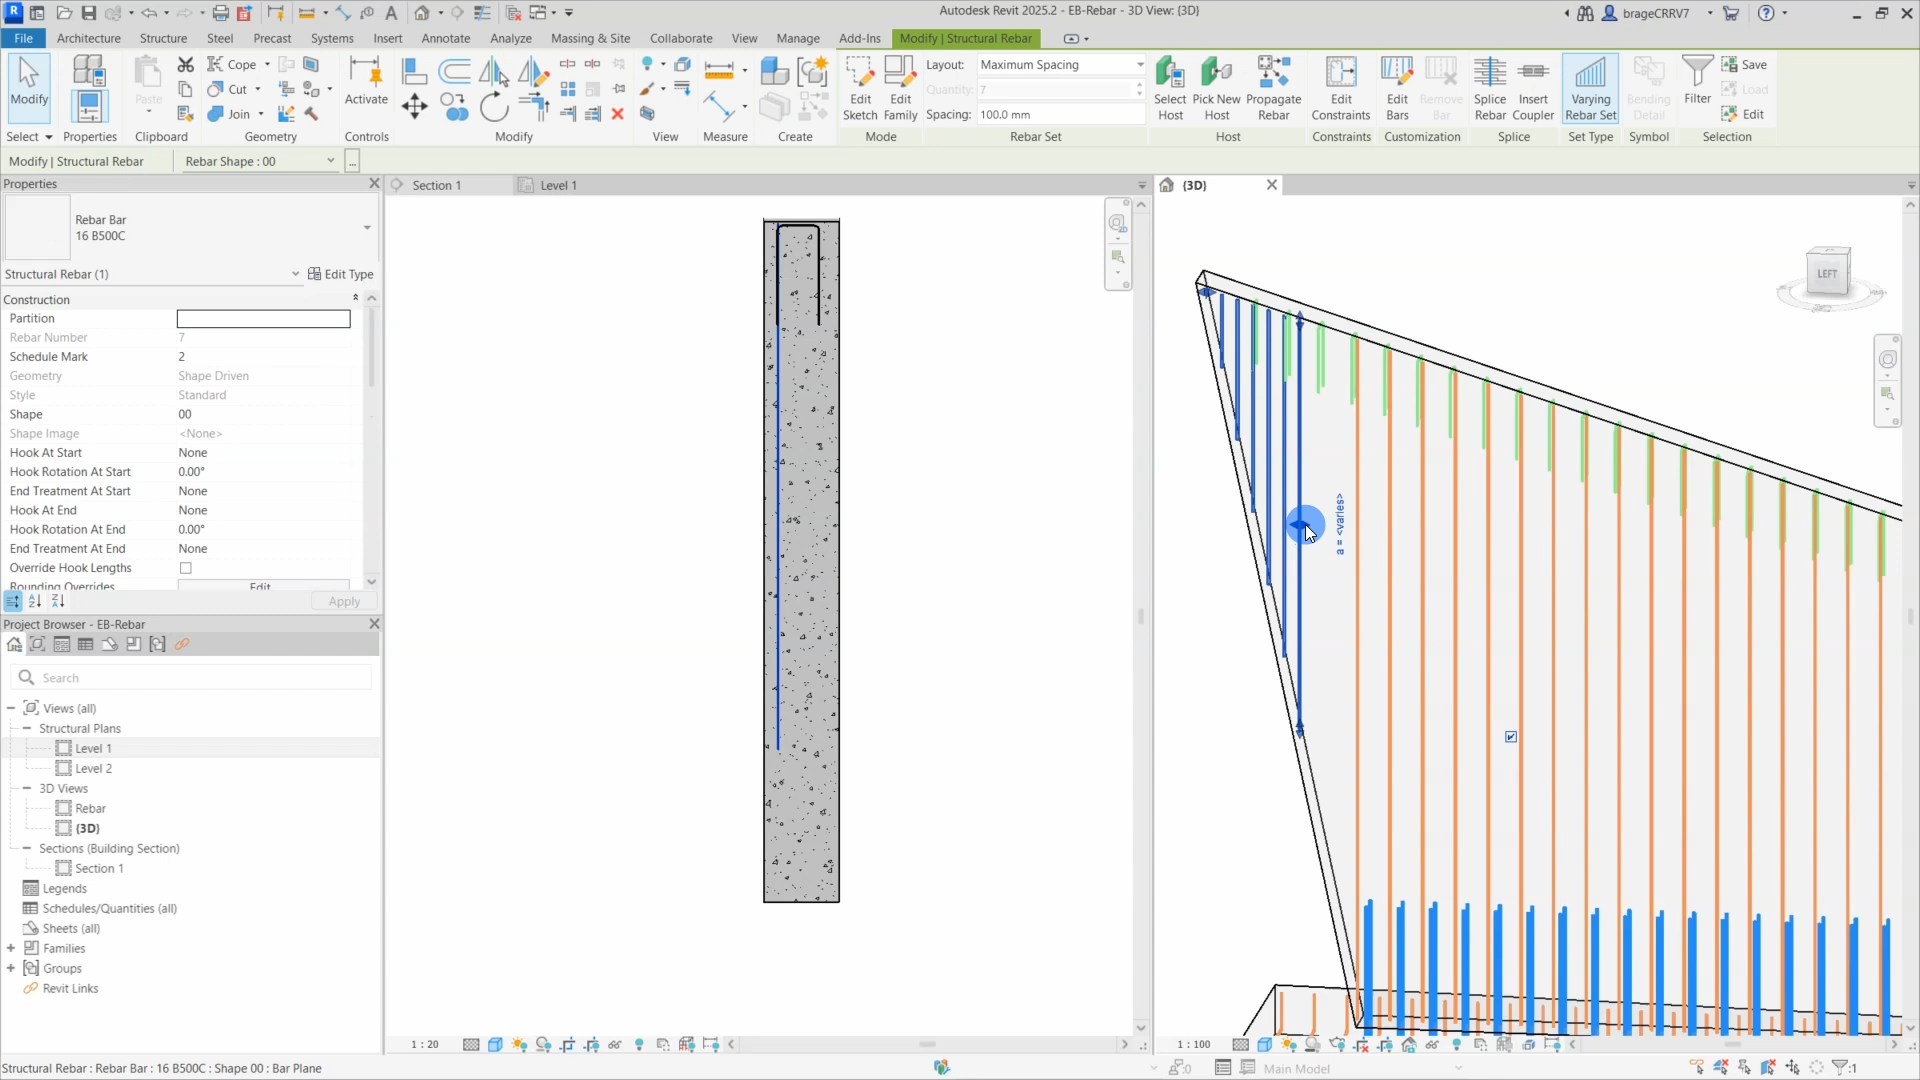 Autodesk Revit 2025.2 - EB-Rebar - 3D View: {3D}
brageCRRV7
File Architecture Structure Steel Precast Systems Insert Annotate Analyze Massing & Site Collaborate View Manage Add-Ins Modify | Structural Rebar
Cope
Cut
Join
Modify
Paste
Activate
Edit Sketch
Edit Family
Layout: Maximum Spacing
Quantity: 7
Spacing: 100.0 mm
Select Host
Pick New Host
Propagate Rebar
Edit Constraints
Edit Bars
Remove Bar
Splice Rebar
Insert Coupler
Varying Rebar Set
Bending Detail
Filter
Save
Load
Edit
Select Properties Clipboard Geometry Controls Modify View Measure Create Mode Rebar Set Host Constraints Customization Splice Set Type Symbol Selection
Modify | Structural Rebar
Rebar Shape : 00
...
Properties
Rebar Bar
16 B500C
Structural Rebar (1)
Edit Type
Construction
Partition
Rebar Number 7
Schedule Mark 2
Geometry Shape Driven
Style Standard
Shape 00
Shape Image <None>
Hook At Start None
Hook Rotation At Start 0.00°
End Treatment At Start None
Hook At End None
Hook Rotation At End 0.00°
End Treatment At End None
Override Hook Lengths
Rounding Overrides Edit
Apply
Project Browser - EB-Rebar
Search
Views (all)
Structural Plans
Level 1
Level 2
3D Views
Rebar
{3D}
Sections (Building Section)
Section 1
Legends
Schedules/Quantities (all)
Sheets (all)
Families
Groups
Revit Links
Section 1
Level 1
{3D}
LEFT
a = <varies>
1 : 20
1 : 100
Structural Rebar : Rebar Bar : 16 B500C : Shape 00 : Bar Plane
:0
Main Model
:1